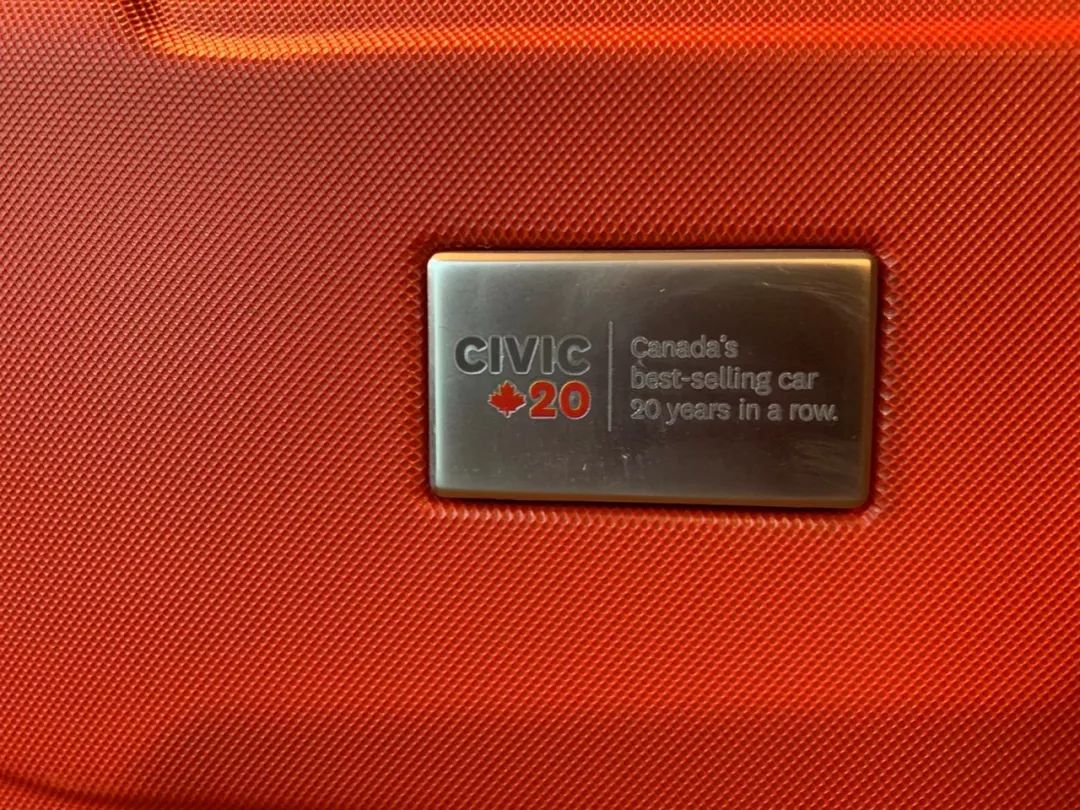 CIVIC
20
Canada's
best-selling car
20 years in a row.